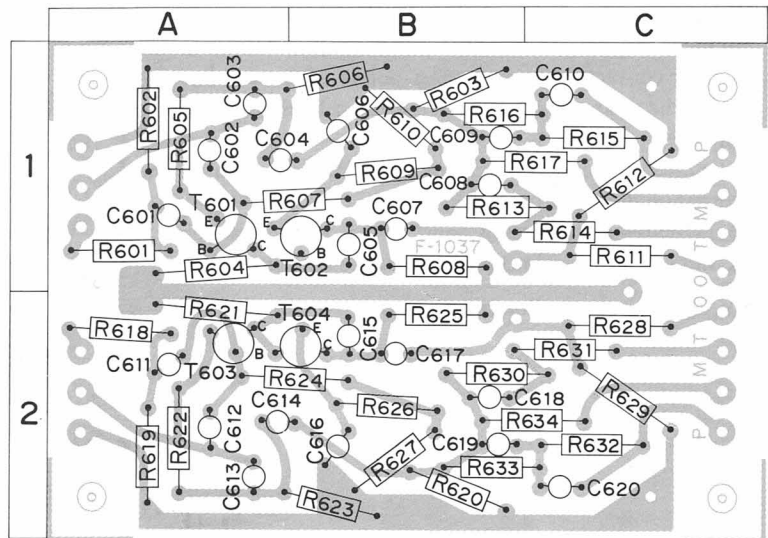 A B C
1
C603
R606
C610
R603
R602
R605
C606
R610
R616
C602
C604
C609
R615
P
R617
R609
R612
C608
T601
R607
C601
E
E
C
C607
R613
M
R614
B
C
B
F-1037
T
R601
R604
T602
C605
R608
R611
O
2
R621
T604
R625
O
R618
C
E
C615
R628
C611
B
C
C617
R631
T
T603
R624
R630
M
C614
C618
R629
R626
R622
C612
C616
R634
R619
C619
R632
P
R627
R633
C613
R620
C620
R623